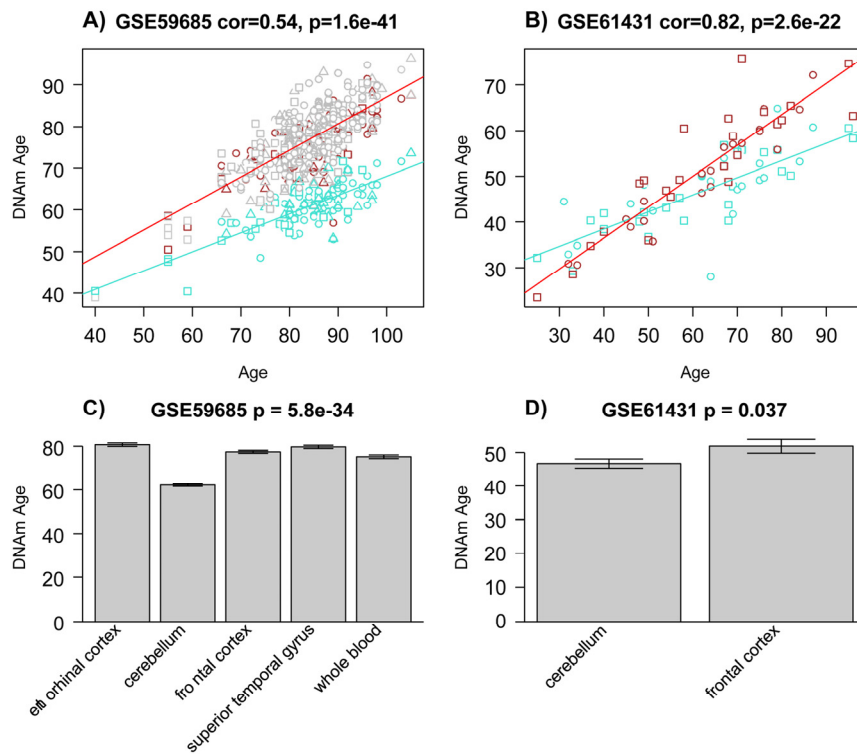 A) GSE59685 cor=0.54, p=1.6e-41
DNAm Age
90
80
70
60
50
40
40 50 60 70 80 90 100
Age
B) GSE61431 cor=0.82, p=2.6e-22
DNAm Age
70
60
50
40
30
30 50 70 90
Age
C) GSE59685 p = 5.8e-34
DNAm Age
80
60
40
20
0
orhinal cortex
cerebellum
fro ntal cortex
superior temporal gyrus
whole blood
D) GSE61431 p = 0.037
DNAm Age
50
40
30
20
10
0
cerebellum
frontal cortex